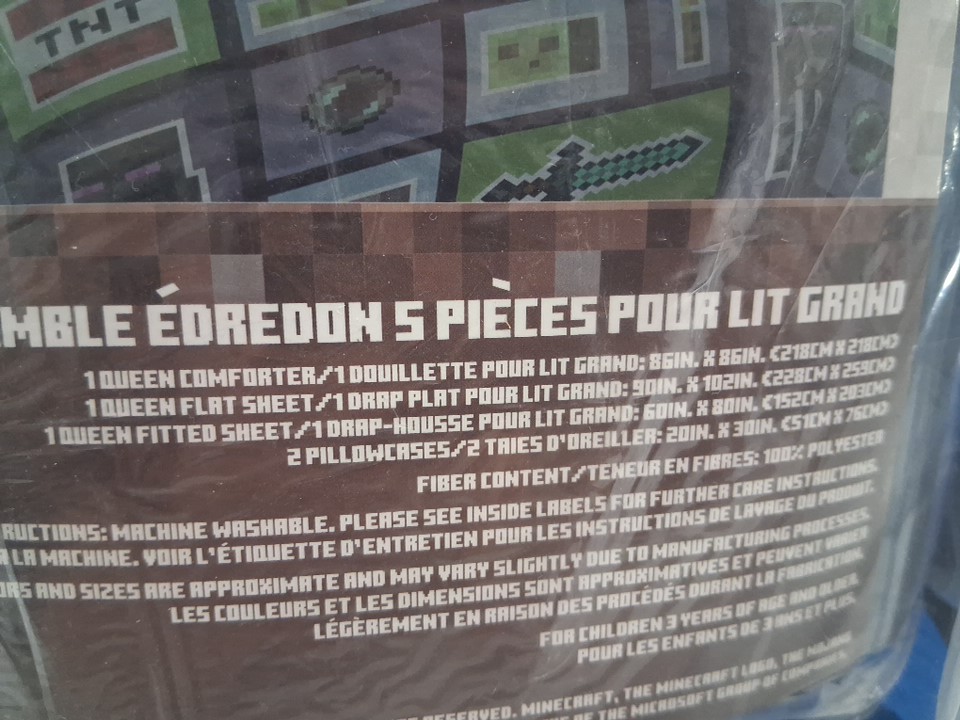 TNT
MBLE ÉDREDON 5 PIÈCES POUR LIT GRAND
1 QUEEN COMFORTER/1 DOUILLETTE POUR LIT GRAND: 86IN. X 86IN. (218CM X 218CM)
1 QUEEN FLAT SHEET/1 DRAP PLAT POUR LIT GRAND: 90IN. X 102IN. (228CM X 259CM)
1 QUEEN FITTED SHEET/1 DRAP-HOUSSE POUR LIT GRAND: 60IN. X 80IN. (152CM X 203CM)
2 PILLOWCASES/2 TAIES D'OREILLER: 20IN. X 30IN. (51CM X 76CM)
FIBER CONTENT/TENEUR EN FIBRES: 100% POLYESTER
RUCTIONS: MACHINE WASHABLE. PLEASE SEE INSIDE LABELS FOR FURTHER CARE INSTRUCTIONS.
À LA MACHINE. VOIR L'ÉTIQUETTE D'ENTRETIEN POUR LES INSTRUCTIONS DE LAVAGE DU PRODUIT.
ORS AND SIZES ARE APPROXIMATE AND MAY VARY SLIGHTLY DUE TO MANUFACTURING PROCESSES.
LES COULEURS ET LES DIMENSIONS SONT APPROXIMATIVES ET PEUVENT VARIER
LÉGÈREMENT EN RAISON DES PROCÉDÉS DURANT LA FABRICATION.
FOR CHILDREN 3 YEARS OF AGE AND OLDER.
POUR LES ENFANTS DE 3 ANS ET PLUS.
RESERVED. MINECRAFT, THE MINECRAFT LOGO, THE MOJANG
OF THE MICROSOFT GROUP OF COMPANIES.